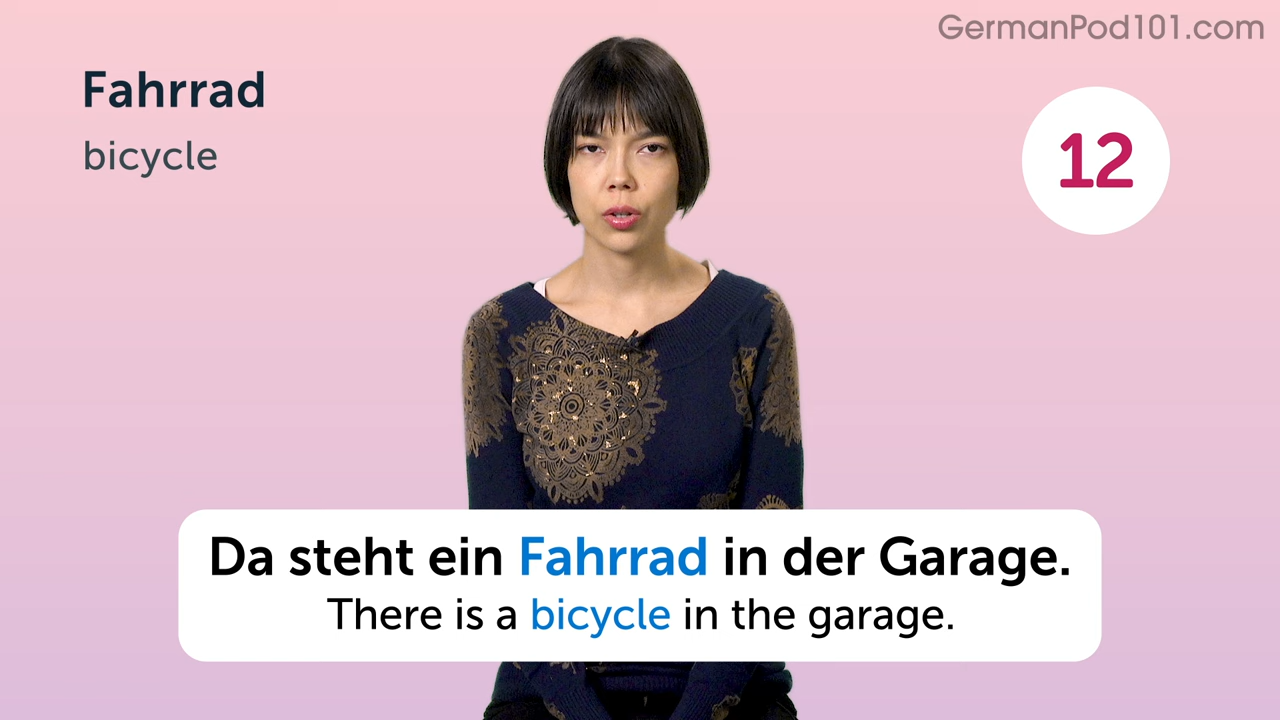 GermanPod101.com
Fahrrad
bicycle
12
Da steht ein Fahrrad in der Garage.
There is a bicycle in the garage.